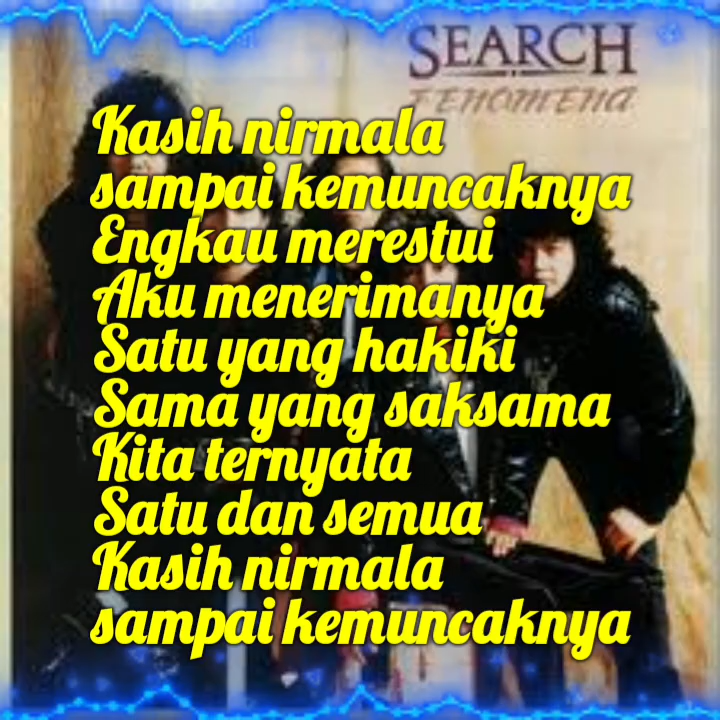 SEARCH
FENOMENA
Kasih nirmala
sampai kemuncaknya
Engkau merestui
Aku menerimanya
Satu yang hakiki
Sama yang saksama
Kita ternyata
Satu dan semua
Kasih nirmala
sampai kemuncaknya